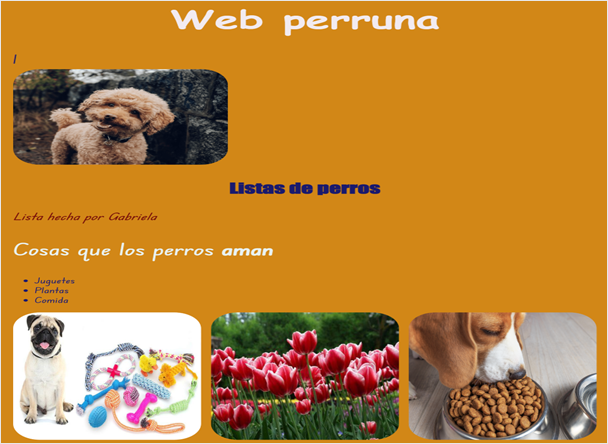 Web perruna
l
Listas de perros
Lista hecha por Gabriela
Cosas que los perros aman
Juguetes
Plantas
Comida